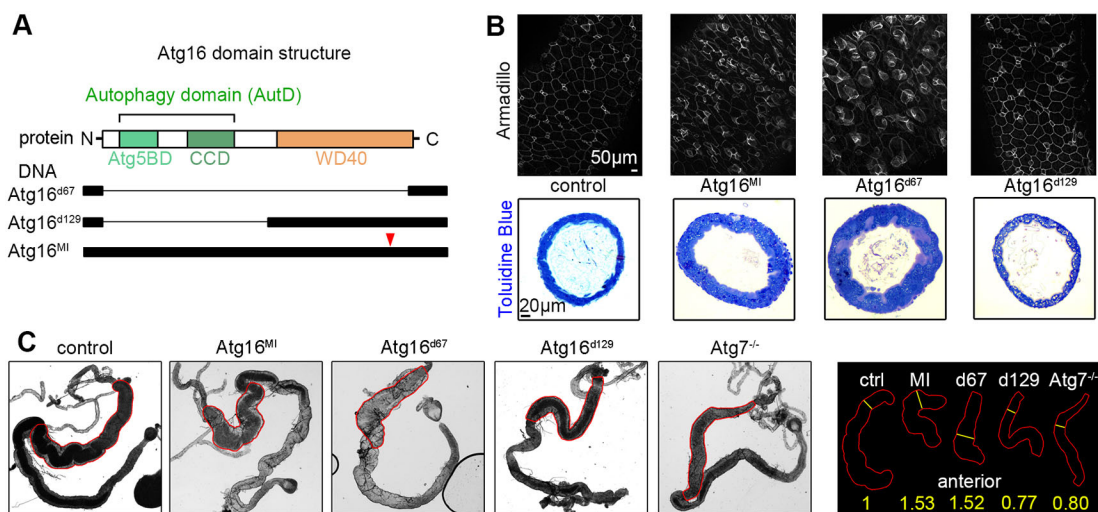 A
Atg16 domain structure
Autophagy domain (AutD)
protein N C
Atg5BD CCD WD40
DNA
Atg16d67
Atg16d129
Atg16MI
B
Armadillo
50µm
control Atg16MI Atg16d67 Atg16d129
Toluidine Blue
20µm
C
control Atg16MI Atg16d67 Atg16d129 Atg7-/-
ctrl MI d67 d129 Atg7-/-
anterior
1 1.53 1.52 0.77 0.80